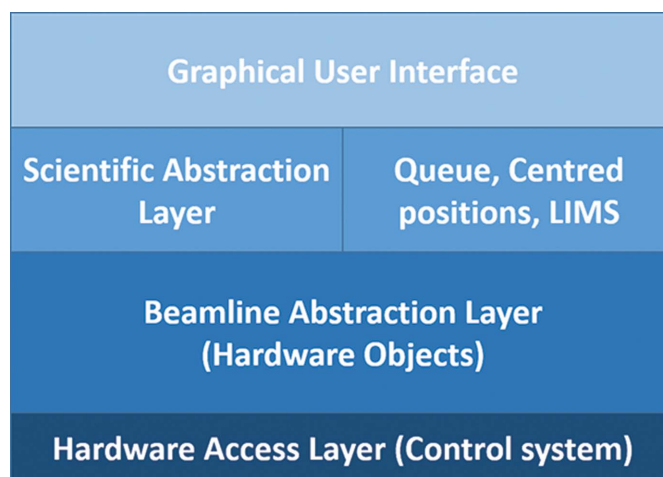 Graphical User Interface
Scientific Abstraction
Layer
Queue, Centred
positions, LIMS
Beamline Abstraction Layer
(Hardware Objects)
Hardware Access Layer (Control system)